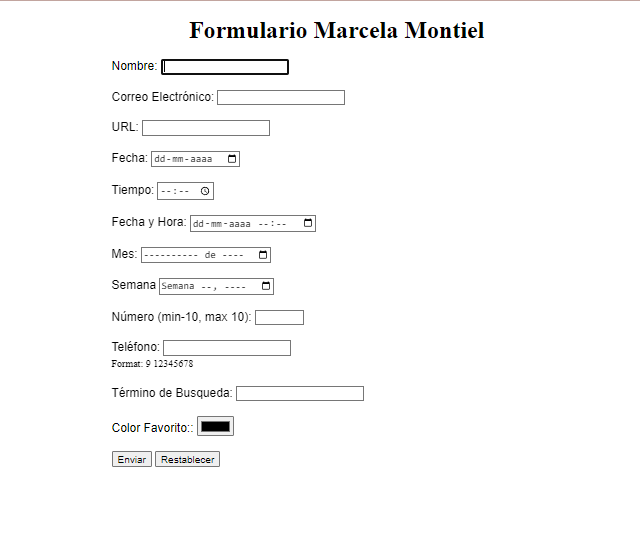 Formulario Marcela Montiel
Nombre:
Correo Electrónico:
URL:
Fecha: dd-mm-aaaa
Tiempo: --:--
Fecha y Hora: dd-mm-aaaa --:--
Mes: ---------- de ----
Semana Semana --, ----
Número (min-10, max 10):
Teléfono:
Format: 9 12345678
Término de Busqueda:
Color Favorito::
Enviar Restablecer